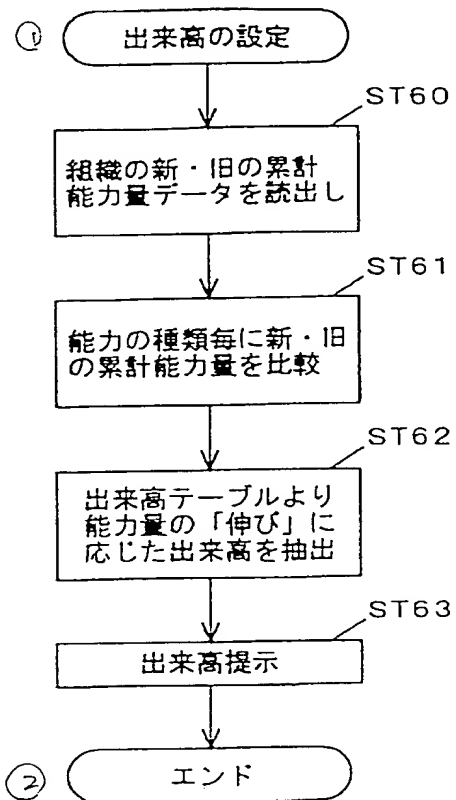 ① 出来高の設定
ST60
組織の新・旧の累計
能力量データを読出し
ST61
能力の種類毎に新・旧
の累計能力量を比較
ST62
出来高テーブルより
能力量の「伸び」に
応じた出来高を抽出
ST63
出来高提示
② エンド